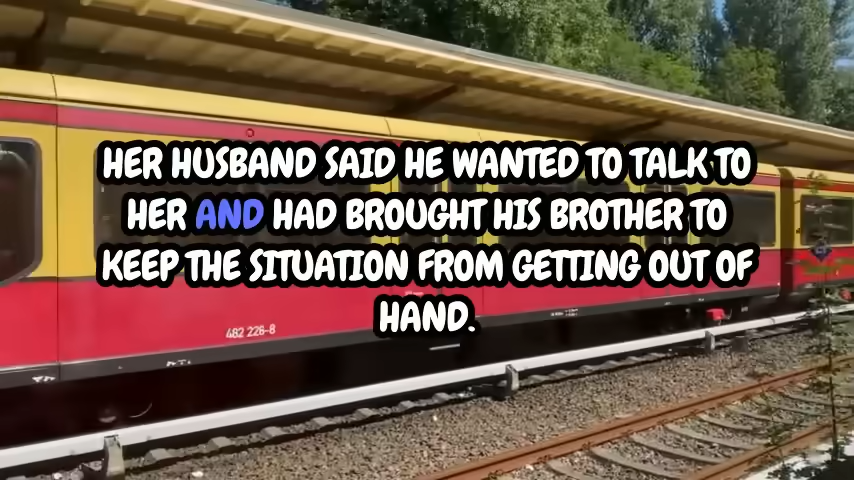 HER HUSBAND SAID HE WANTED TO TALK TO
HER AND HAD BROUGHT HIS BROTHER TO
KEEP THE SITUATION FROM GETTING OUT OF
HAND.
482 228-8